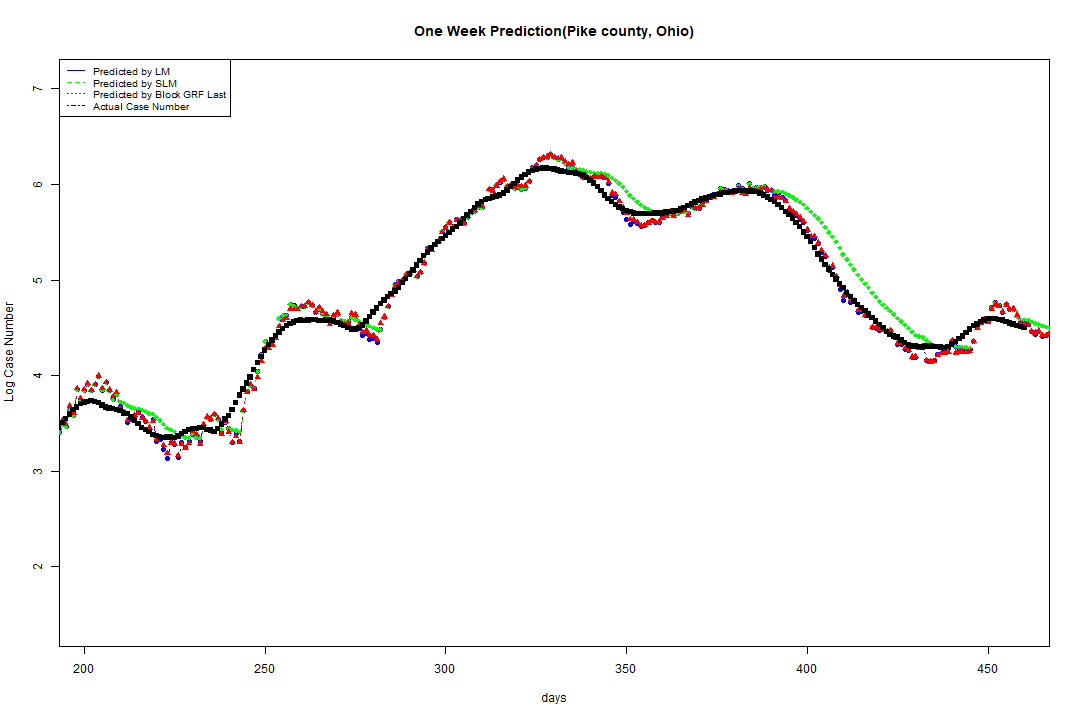 One Week Prediction(Pike county, Ohio)
Predicted by LM
Predicted by SLM
Predicted by Block GRF Last
Actual Case Number
7
6
5
4
3
2
Log Case Number
200 250 300 350 400 450
days